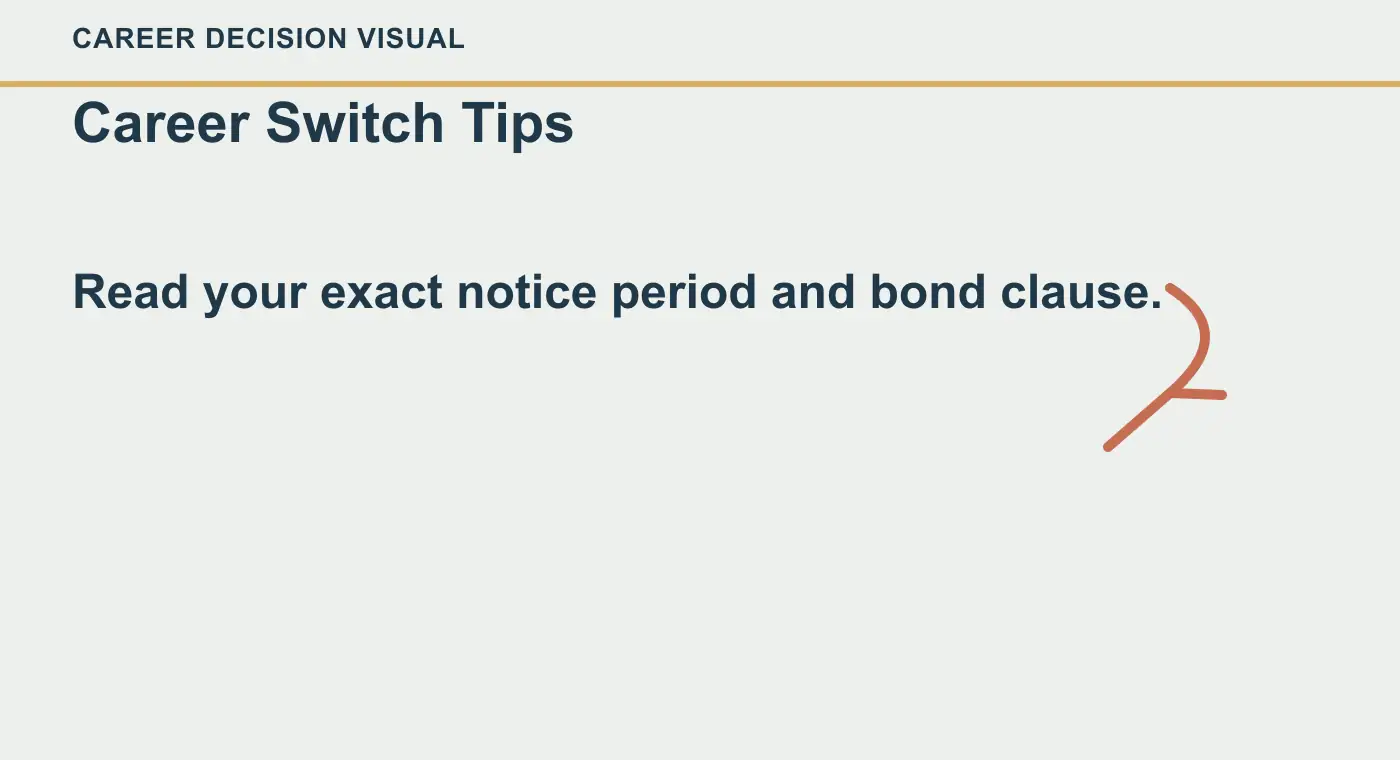 CAREER DECISION VISUAL
Career Switch Tips
Read your exact notice period and bond clause.